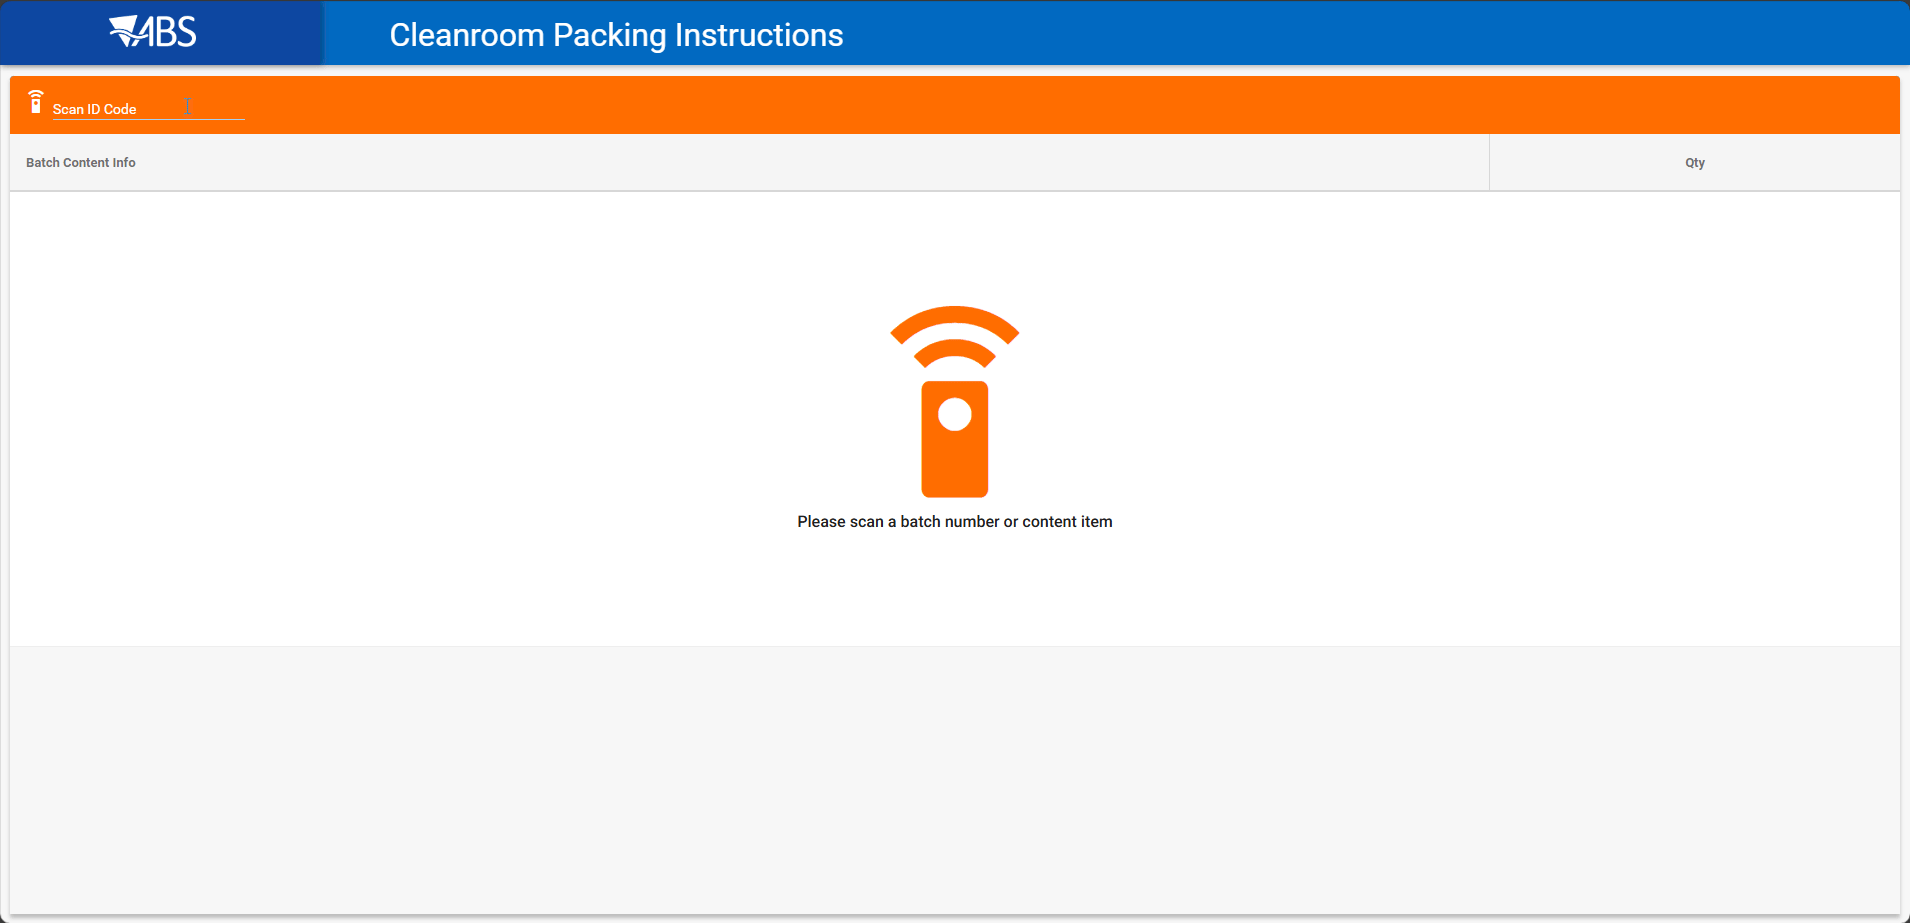 ABS
Cleanroom Packing Instructions
Scan ID Code
Batch Content Info
Qty
Please scan a batch number or content item